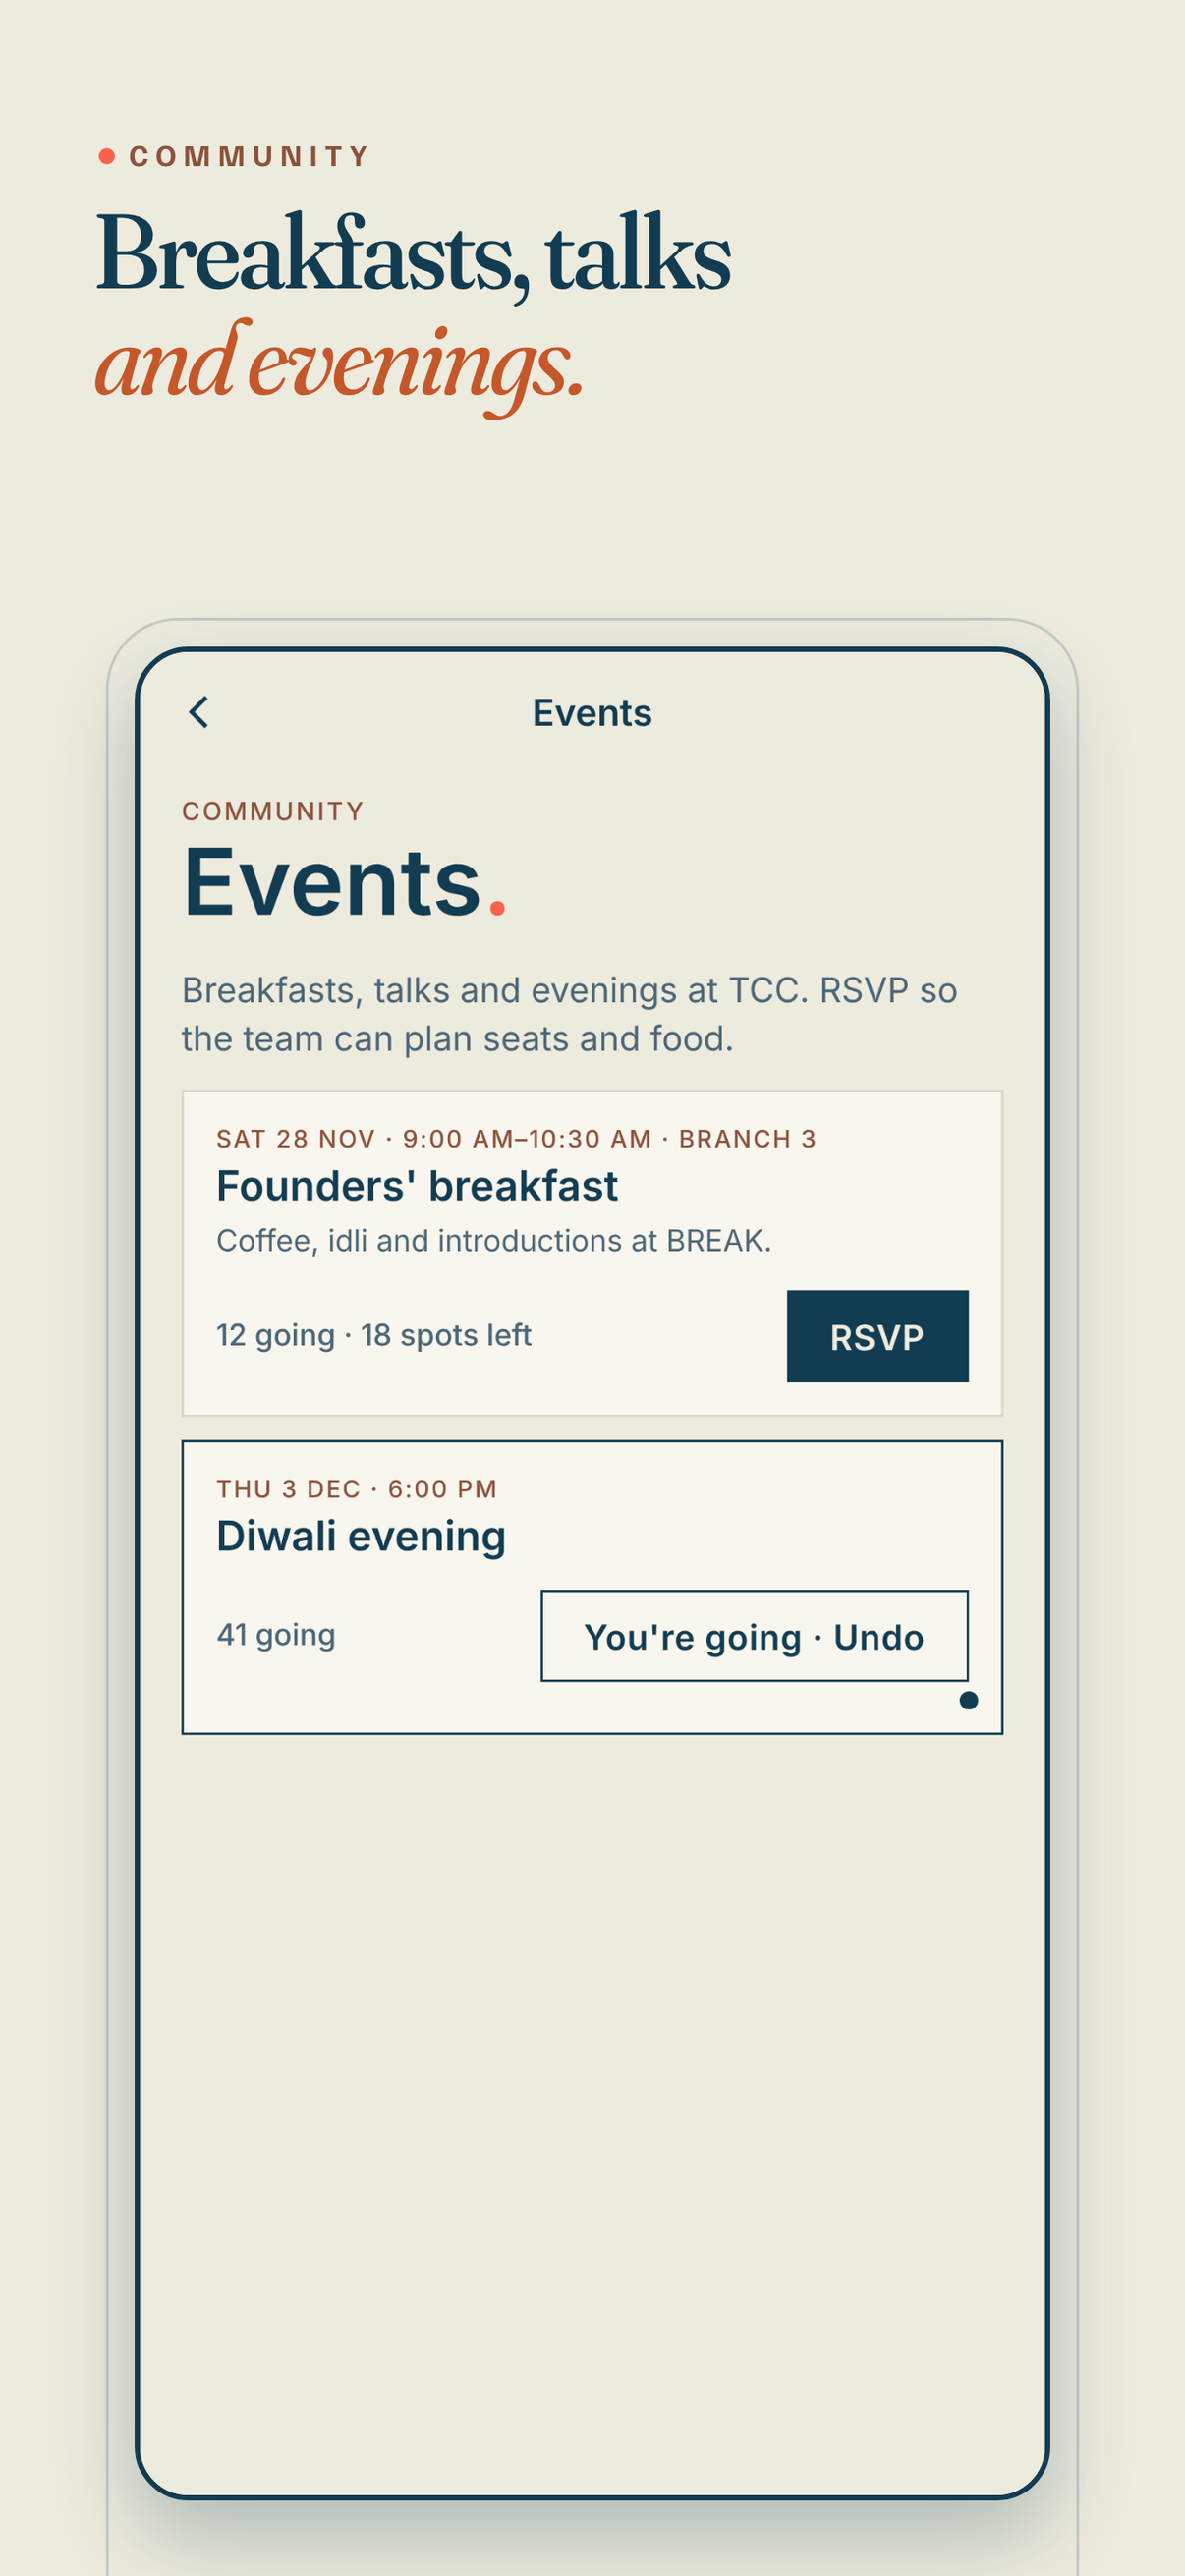 COMMUNITY
Breakfasts, talks
and evenings.
Events
COMMUNITY
Events.
Breakfasts, talks and evenings at TCC. RSVP so
the team can plan seats and food.
SAT 28 NOV · 9:00 AM–10:30 AM · BRANCH 3
Founders' breakfast
Coffee, idli and introductions at BREAK.
12 going · 18 spots left
RSVP
THU 3 DEC · 6:00 PM
Diwali evening
41 going
You're going · Undo